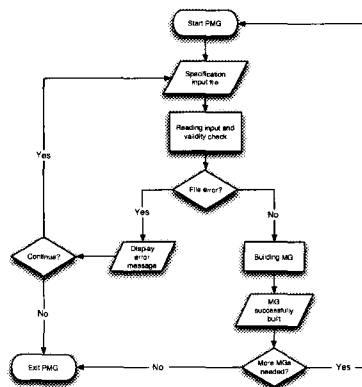 Start PMG
Specification
input file
Reading input and
validity check
Yes
File error?
Yes
No
Continue?
Display
error
message
Building MG
No
MG
successfully
built
Exit PMG
No
More MGs
needed?
Yes